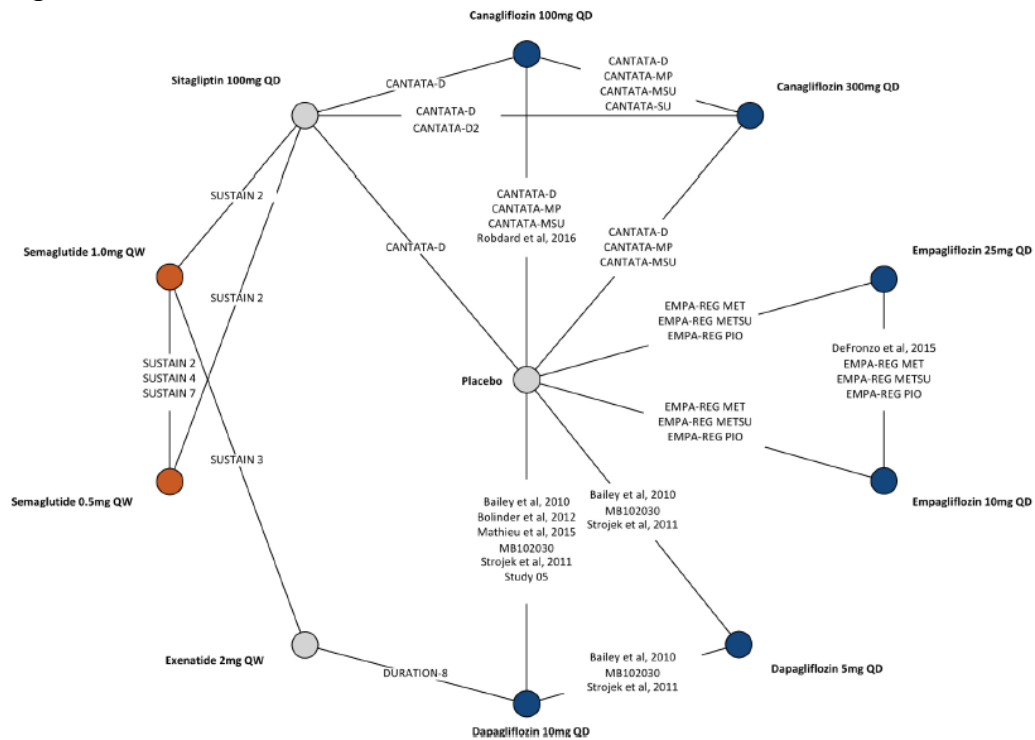 Canagliflozin 100mg QD
CANTATA-D
CANTATA-MP
CANTATA-MSU
CANTATA-SU
Sitagliptin 100mg QD
CANTATA-D
Canagliflozin 300mg QD
CANTATA-D
CANTATA-D2
SUSTAIN 2
CANTATA-D
CANTATA-MP
CANTATA-MSU
Robdard et al, 2016
CANTATA-D
CANTATA-D
CANTATA-MP
CANTATA-MSU
Semaglutide 1.0mg QW
Empagliflozin 25mg QD
SUSTAIN 2
EMPA-REG MET
EMPA-REG METSU
EMPA-REG PIO
SUSTAIN 2
SUSTAIN 4
SUSTAIN 7
DeFronzo et al, 2015
EMPA-REG MET
EMPA-REG METSU
EMPA-REG PIO
Placebo
EMPA-REG MET
EMPA-REG METSU
EMPA-REG PIO
SUSTAIN 3
Semaglutide 0.5mg QW
Empagliflozin 10mg QD
Bailey et al, 2010
Bolinder et al, 2012
Mathieu et al, 2015
MB102030
Strojek et al, 2011
Study 05
Bailey et al, 2010
MB102030
Strojek et al, 2011
Exenatide 2mg QW
DURATION-8
Bailey et al, 2010
MB102030
Strojek et al, 2011
Dapagliflozin 5mg QD
Dapagliflozin 10mg QD